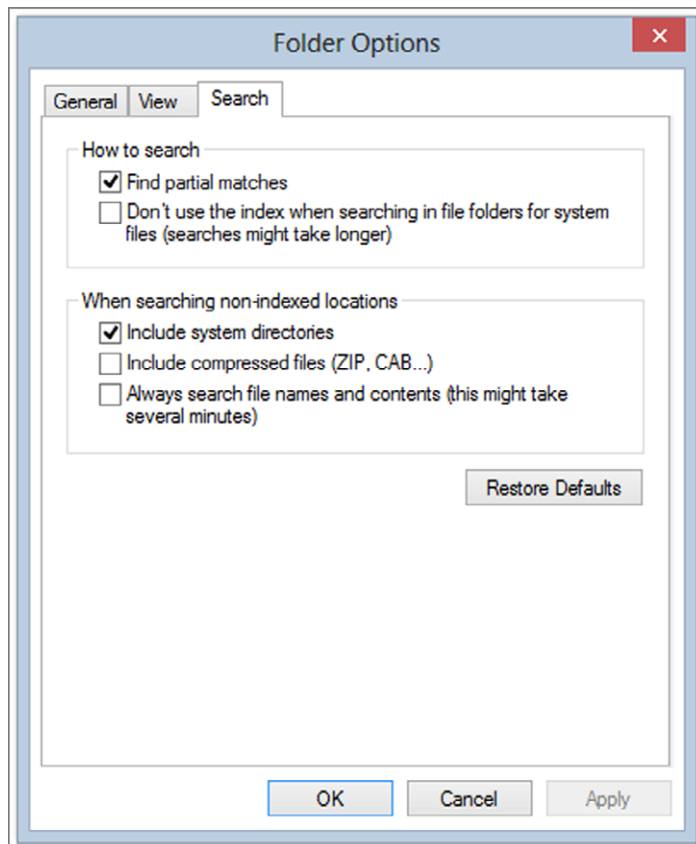 Folder Options
General View Search
How to search
Find partial matches
Don't use the index when searching in file folders for system
files (searches might take longer)
When searching non-indexed locations
Include system directories
Include compressed files (ZIP, CAB...)
Always search file names and contents (this might take
several minutes)
Restore Defaults
OK Cancel Apply